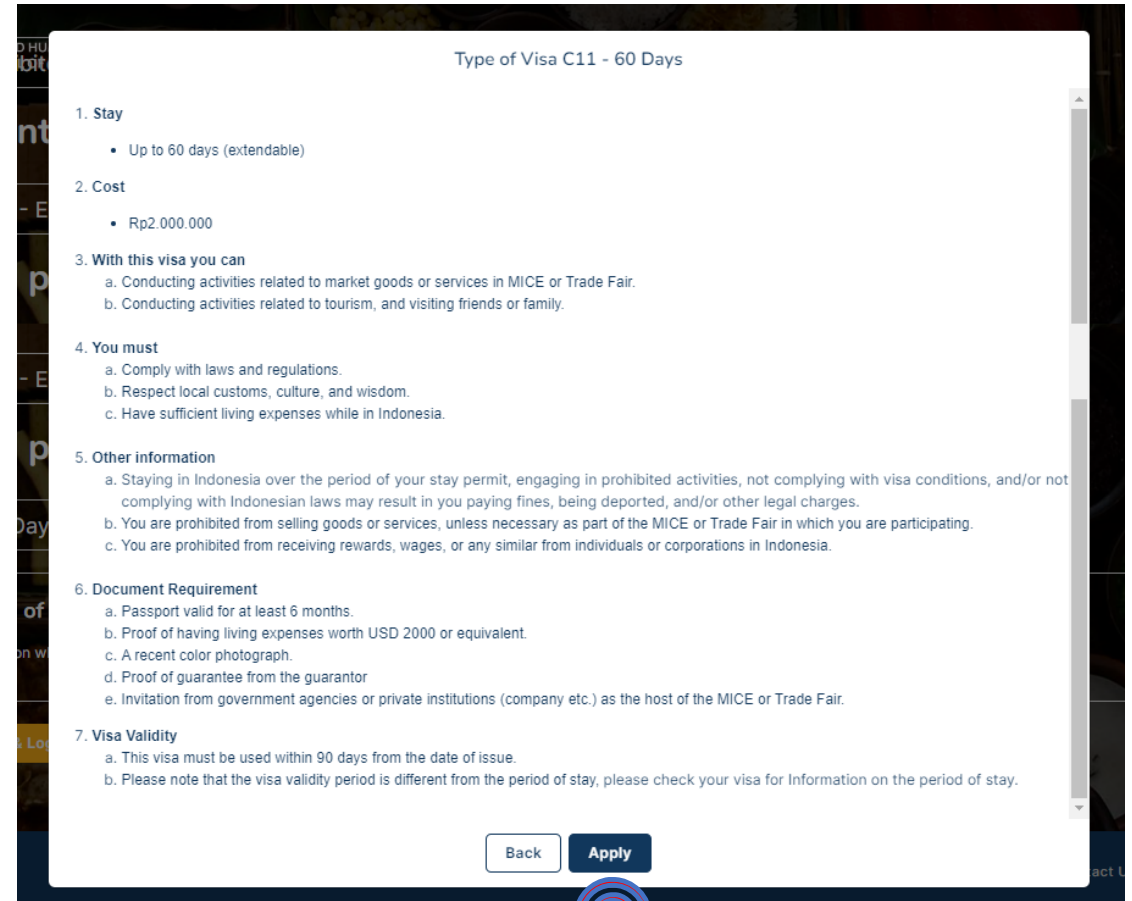 Type of Visa C11 - 60 Days
1. Stay
• Up to 60 days (extendable)
2. Cost
• Rp2.000.000
3. With this visa you can
a. Conducting activities related to market goods or services in MICE or Trade Fair.
b. Conducting activities related to tourism, and visiting friends or family.
4. You must
a. Comply with laws and regulations.
b. Respect local customs, culture, and wisdom.
c. Have sufficient living expenses while in Indonesia.
5. Other information
a. Staying in Indonesia over the period of your stay permit, engaging in prohibited activities, not complying with visa conditions, and/or not
complying with Indonesian laws may result in you paying fines, being deported, and/or other legal charges.
b. You are prohibited from selling goods or services, unless necessary as part of the MICE or Trade Fair in which you are participating.
c. You are prohibited from receiving rewards, wages, or any similar from individuals or corporations in Indonesia.
6. Document Requirement
a. Passport valid for at least 6 months.
b. Proof of having living expenses worth USD 2000 or equivalent.
c. A recent color photograph.
d. Proof of guarantee from the guarantor
e. Invitation from government agencies or private institutions (company etc.) as the host of the MICE or Trade Fair.
7. Visa Validity
a. This visa must be used within 90 days from the date of issue.
b. Please note that the visa validity period is different from the period of stay, please check your visa for Information on the period of stay.
Back Apply